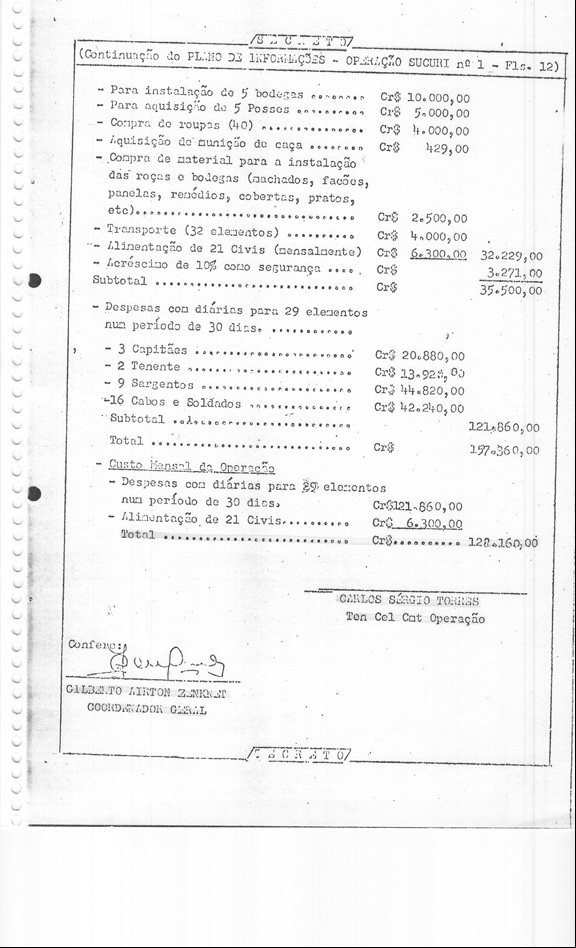 /S E C R E T O/
(Continuação do PLANO DE INFORMAÇÕES - OPERAÇÃO SUCURI nº 1 - Fls. 12)
- Para instalação de 5 bodegas ........ Cr$ 10.000,00
- Para aquisição de 5 Posses ........... Cr$ 5.000,00
- Compra de roupas (40) ............... Cr$ 4.000,00
- Aquisição de munição de caça ........ Cr$ 429,00
- Compra de material para a instalação
das roças e bodegas (machados, facões,
panelas, remédios, cobertas, pratos,
etc)................................. Cr$ 2.500,00
- Transporte (32 elementos) .......... Cr$ 4.000,00
- Alimentação de 21 Civis (mensalmente) Cr$ 6.300,00 32.229,00
- Acréscimo de 10% como segurança .... Cr$ 3.271,00
Subtotal .............................. Cr$ 35.500,00
- Despesas com diárias para 29 elementos
num período de 30 dias. ............
- 3 Capitães ....................... Cr$ 20.880,00
- 2 Tenente ........................ Cr$ 13.92 ,00
- 9 Sargentos ...................... Cr$ 44.820,00
-16 Cabos e Soldados ............... Cr$ 42.240,00
Subtotal ........................... 121.860,00
Total .............................. Cr$ 157.360,00
- Custo Mensal da Operação
- Despesas com diárias para 29 elementos
num período de 30 dias. Cr$121.860,00
- Alimentação de 21 Civis.......... Cr$ 6.300,00
Total ............................. Cr$.......... 128.160,00
CARLOS SÉRGIO TORRES
Ten Cel Cmt Operação
Confere:
GILBERTO AIRTON ZENKNET
COORDENADOR GERAL
/S E C R E T O/